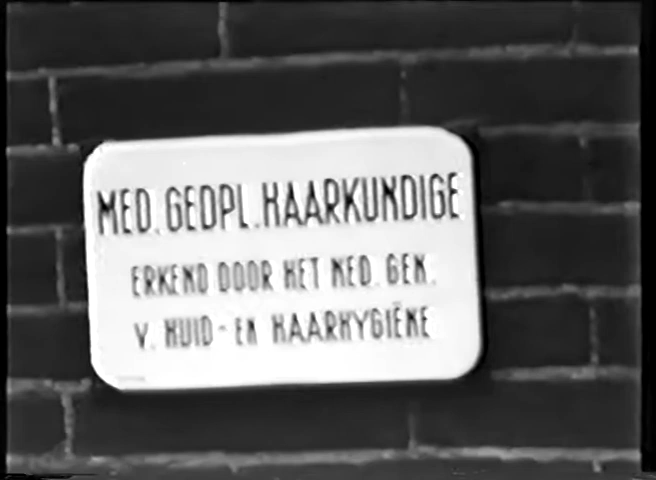 MED. GEDPL. HAARKUNDIGE
ERKEND DOOR HET NED. GEN.
V. HUID - EN HAARHYGIËNE